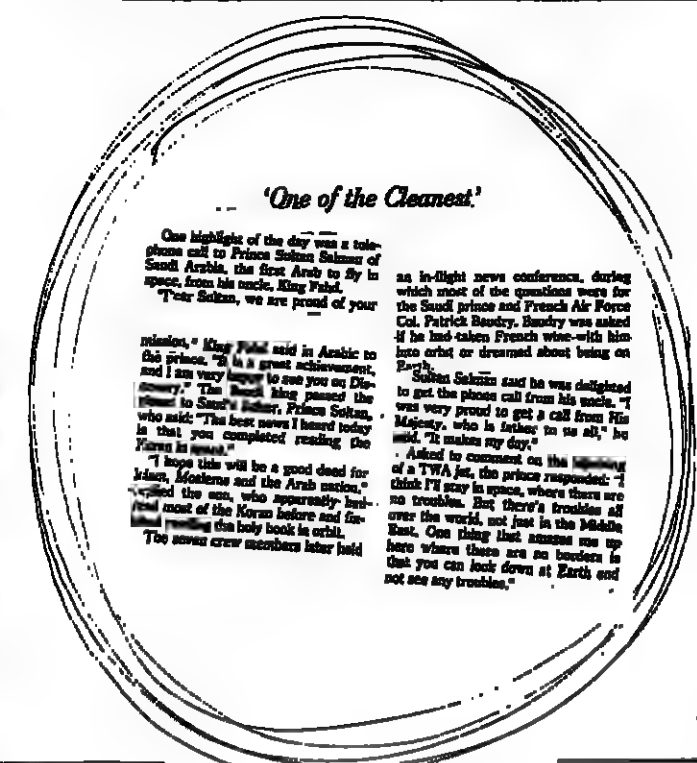 'One of the Cleanest.'
One highlight of the day was a tele-
phone call to Prince Sultan Salman of
Saudi Arabia, the first Arab to fly in
space, from his uncle, King Fahd.
"Dear Sultan, we are proud of your
mission," King Fahd said in Arabic to
the prince. "It is a great achievement,
and I am very happy to see you on Dis-
covery." The king passed the
to Prince Sultan,
who said: "The best news I heard today
is that you completed reading the
Koran in space."
"I hope this will be a good deed for
Islam, Moslems and the Arab nation,"
replied the son, who apparently had
read most of the Koran before and fin-
ished reading the holy book in orbit.
The seven crew members later held
an in-flight news conference, during
which most of the questions were for
the Saudi prince and French Air Force
Col. Patrick Baudry. Baudry was asked
if he had taken French wine with him
into orbit or dreamed about being on
Earth.
Sultan Salman said he was delighted
to get the phone call from his uncle. "I
was very proud to get a call from His
Majesty, who is father to us all," he
said. "It makes my day."
Asked to comment on the hijacking
of a TWA jet, the prince responded: "I
think I'll stay in space, where there are
no troubles. But there's troubles all
over the world, not just in the Middle
East. One thing that amazes me up
here where there are no borders is
that you can look down at Earth and
not see any troubles."